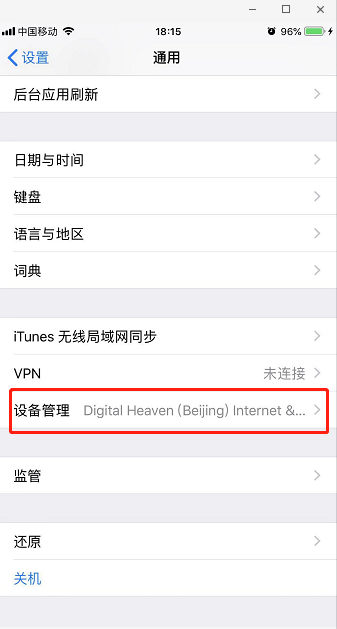 中国移动 18:15 96%
设置 通用
后台应用刷新
日期与时间
键盘
语言与地区
词典
iTunes 无线局域网同步
VPN 未连接
设备管理 Digital Heaven (Beijing) Internet &...
监管
还原
关机